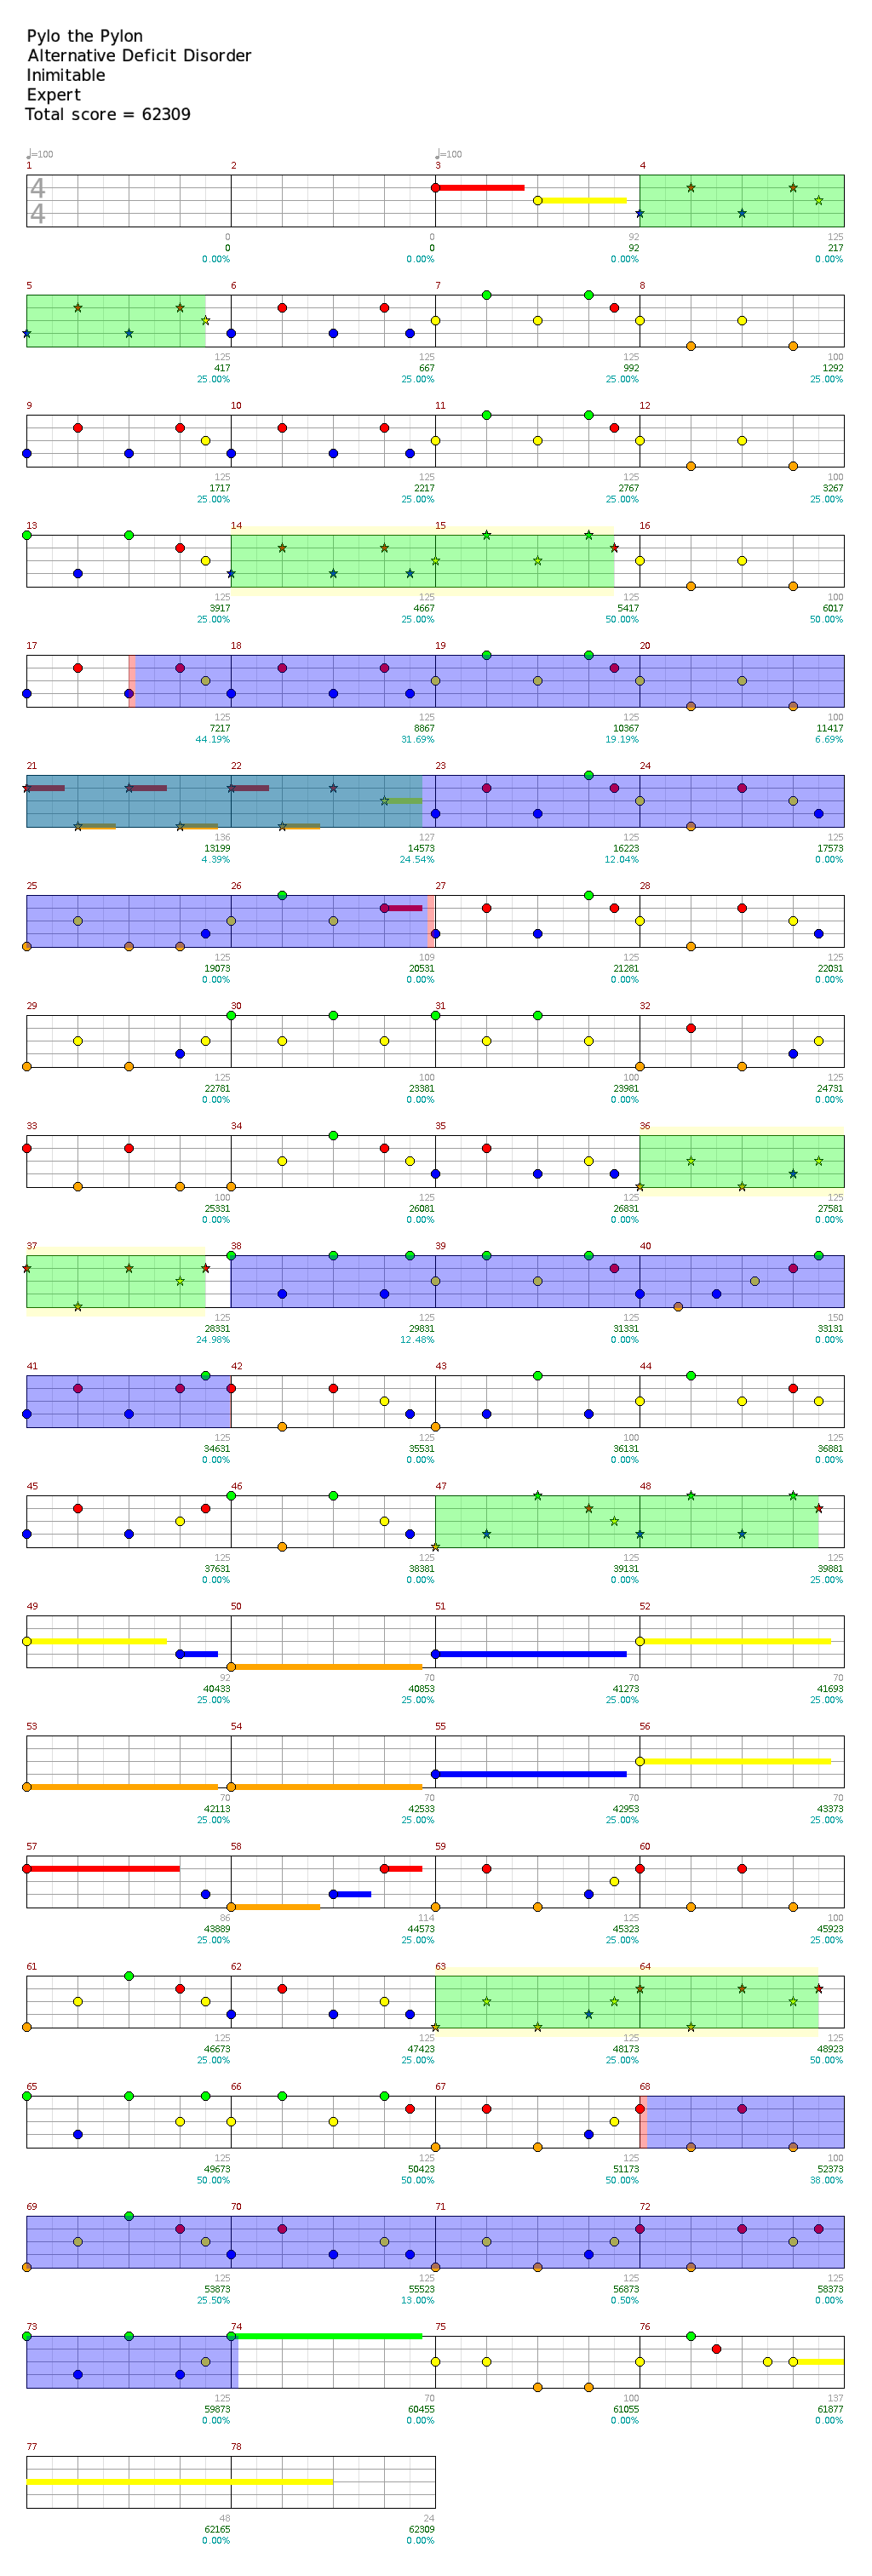 Pylo the Pylon
Alternative Deficit Disorder
Inimitable
Expert
Total score = 62309
♩=100 ♩=100
1 2 3 4
4
4
0 0 92 125
0 0 92 217
0.00% 0.00% 0.00% 0.00%
5 6 7 8
125 125 125 100
417 667 992 1292
25.00% 25.00% 25.00% 25.00%
9 10 11 12
125 125 125 100
1717 2217 2767 3267
25.00% 25.00% 25.00% 25.00%
13 14 15 16
125 125 125 100
3917 4667 5417 6017
25.00% 25.00% 50.00% 50.00%
17 18 19 20
125 125 125 100
7217 8867 10367 11417
44.19% 31.69% 19.19% 6.69%
21 22 23 24
136 127 125 125
13199 14573 16223 17573
4.39% 24.54% 12.04% 0.00%
25 26 27 28
125 109 125 125
19073 20531 21281 22031
0.00% 0.00% 0.00% 0.00%
29 30 31 32
125 100 100 125
22781 23381 23981 24731
0.00% 0.00% 0.00% 0.00%
33 34 35 36
100 125 125 125
25331 26081 26831 27581
0.00% 0.00% 0.00% 0.00%
37 38 39 40
125 125 125 150
28331 29831 31331 33131
24.98% 12.48% 0.00% 0.00%
41 42 43 44
125 125 100 125
34631 35531 36131 36881
0.00% 0.00% 0.00% 0.00%
45 46 47 48
125 125 125 125
37631 38381 39131 39881
0.00% 0.00% 0.00% 25.00%
49 50 51 52
92 70 70 70
40433 40853 41273 41693
25.00% 25.00% 25.00% 25.00%
53 54 55 56
70 70 70 70
42113 42533 42953 43373
25.00% 25.00% 25.00% 25.00%
57 58 59 60
86 114 125 100
43889 44573 45323 45923
25.00% 25.00% 25.00% 25.00%
61 62 63 64
125 125 125 125
46673 47423 48173 48923
25.00% 25.00% 25.00% 50.00%
65 66 67 68
125 125 125 100
49673 50423 51173 52373
50.00% 50.00% 50.00% 38.00%
69 70 71 72
125 125 125 125
53873 55523 56873 58373
25.50% 13.00% 0.50% 0.00%
73 74 75 76
125 70 100 137
59873 60455 61055 61877
0.00% 0.00% 0.00% 0.00%
77 78
48 24
62165 62309
0.00% 0.00%